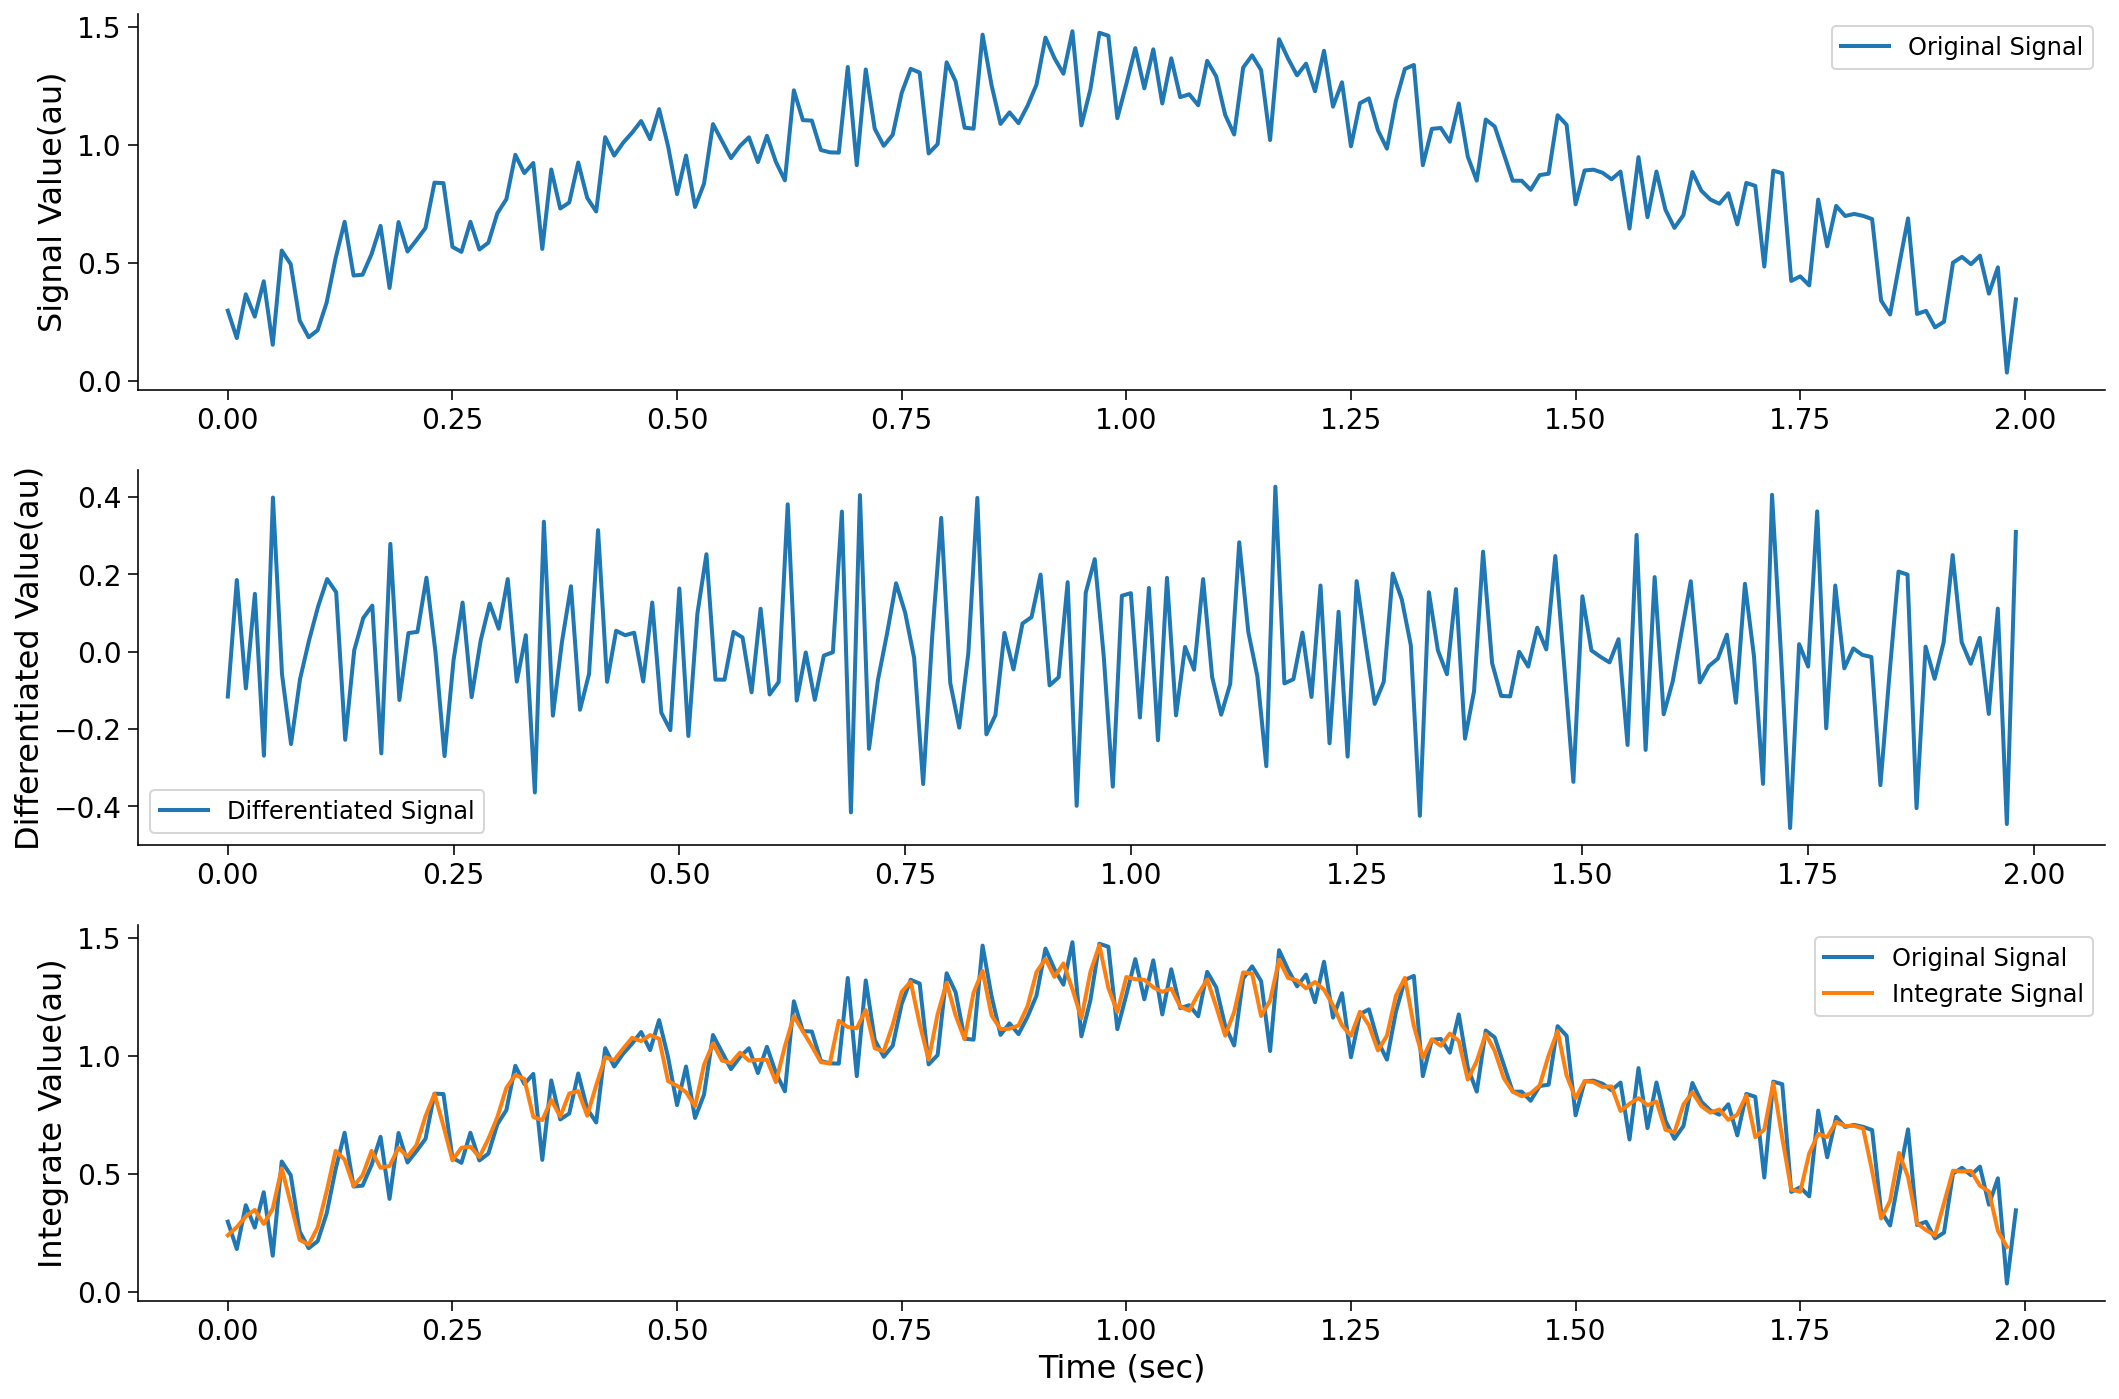 Signal Value(au)
1.5
1.0
0.5
0.0
Original Signal
0.00 0.25 0.50 0.75 1.00 1.25 1.50 1.75 2.00
Differentiated Value(au)
0.4
0.2
0.0
−0.2
−0.4
Differentiated Signal
0.00 0.25 0.50 0.75 1.00 1.25 1.50 1.75 2.00
Integrate Value(au)
1.5
1.0
0.5
0.0
Original Signal
Integrate Signal
0.00 0.25 0.50 0.75 1.00 1.25 1.50 1.75 2.00
Time (sec)